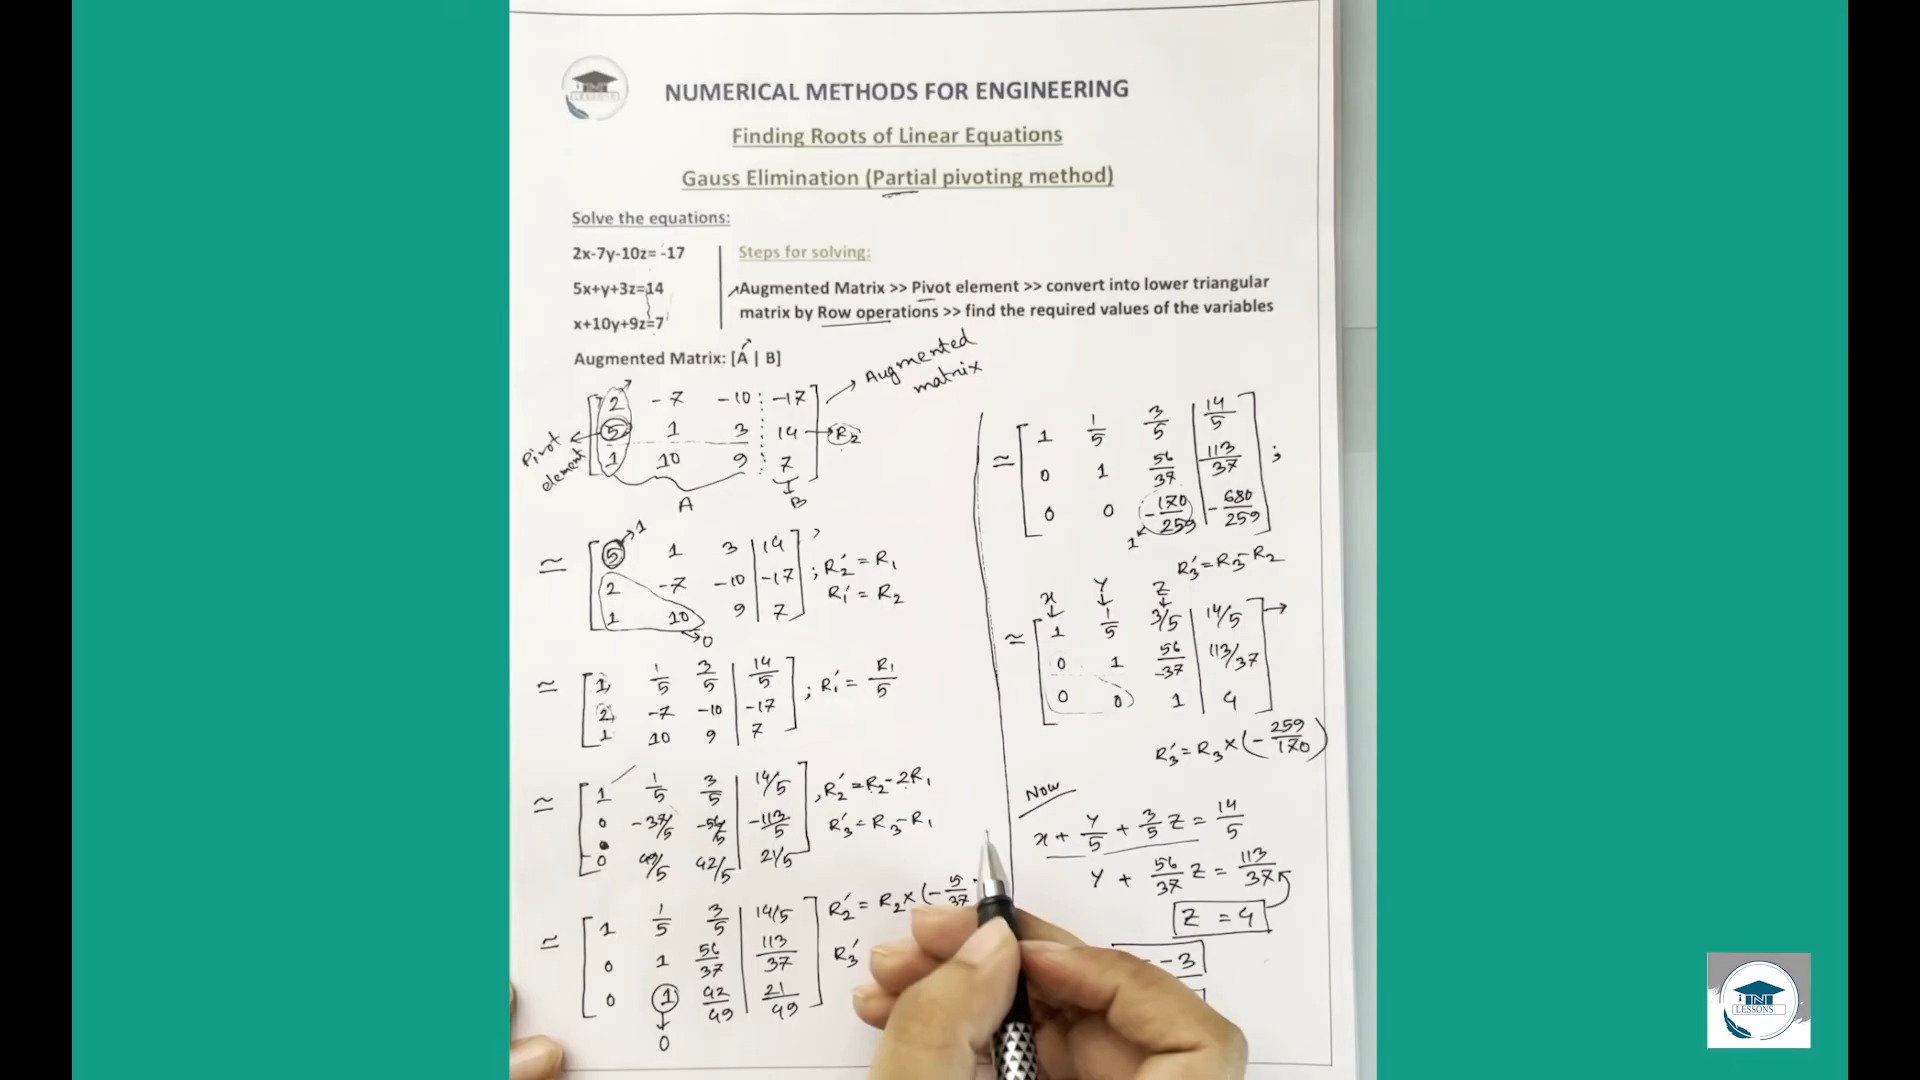 NUMERICAL METHODS FOR ENGINEERING
Finding Roots of Linear Equations
Gauss Elimination (Partial pivoting method)
Solve the equations:
2x-7y-10z= -17
5x+y+3z=14
x+10y+9z=7
Steps for solving:
Augmented Matrix >> Pivot element >> convert into lower triangular
matrix by Row operations >> find the required values of the variables
Augmented Matrix: [A | B]
Augmented
matrix
2 -7 -10 -17
5 1 3 14 → R2
1 10 9 7
Pivot
element
A B
≃ 5 → 1 1 3 14
2 -7 -10 -17 ; R2' = R1
1 10 9 7 R1' = R2
→ 0
≃ 1 1/5 3/5 14/5 ; R1' = R1/5
2 -7 -10 -17
1 10 9 7
≃ 1 1/5 3/5 14/5 , R2' = R2-2R1
0 -37/5 -56/5 -113/5 R3' = R3-R1
0 49/5 42/5 21/5
≃ 1 1/5 3/5 14/5 R2' = R2 x (-5/37
0 1 56/37 113/37 R3'
0 1 42/49 21/49
0
≃ 1 1/5 3/5 14/5
0 1 56/37 113/37 ;
0 0 -170/259 -680/259
1
R3' = R3-R2
x y z
≃ 1 1/5 3/5 14/5 →
0 1 56/37 113/37
0 0 1 4
R3' = R3 x (-259/170)
Now
x + y/5 + 3/5 z = 14/5
y + 56/37 z = 113/37
z = 4
= -3
iN
LESSONS